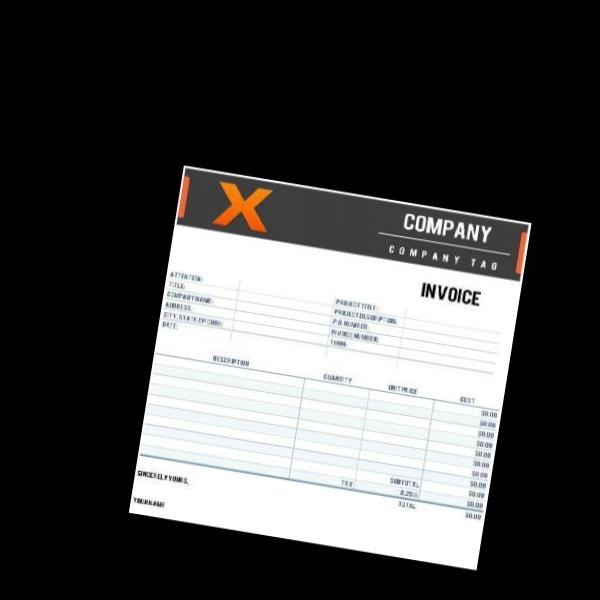 X
COMPANY
COMPANY TAG
INVOICE
ATTENTION:
TITLE:
COMPANY NAME:
ADDRESS:
CITY, STATE ZIP CODE:
DATE:
PROJECT TITLE:
PROJECT DESCRIPTION:
P.O. NUMBER:
INVOICE NUMBER:
TERM:
DESCRIPTION QUANTITY UNIT PRICE COST
$0.00
$0.00
$0.00
$0.00
$0.00
$0.00
$0.00
$0.00
SUBTOTAL $0.00
TAX 8.25% $0.00
TOTAL $0.00
SINCERELY YOURS,
YOUR NAME